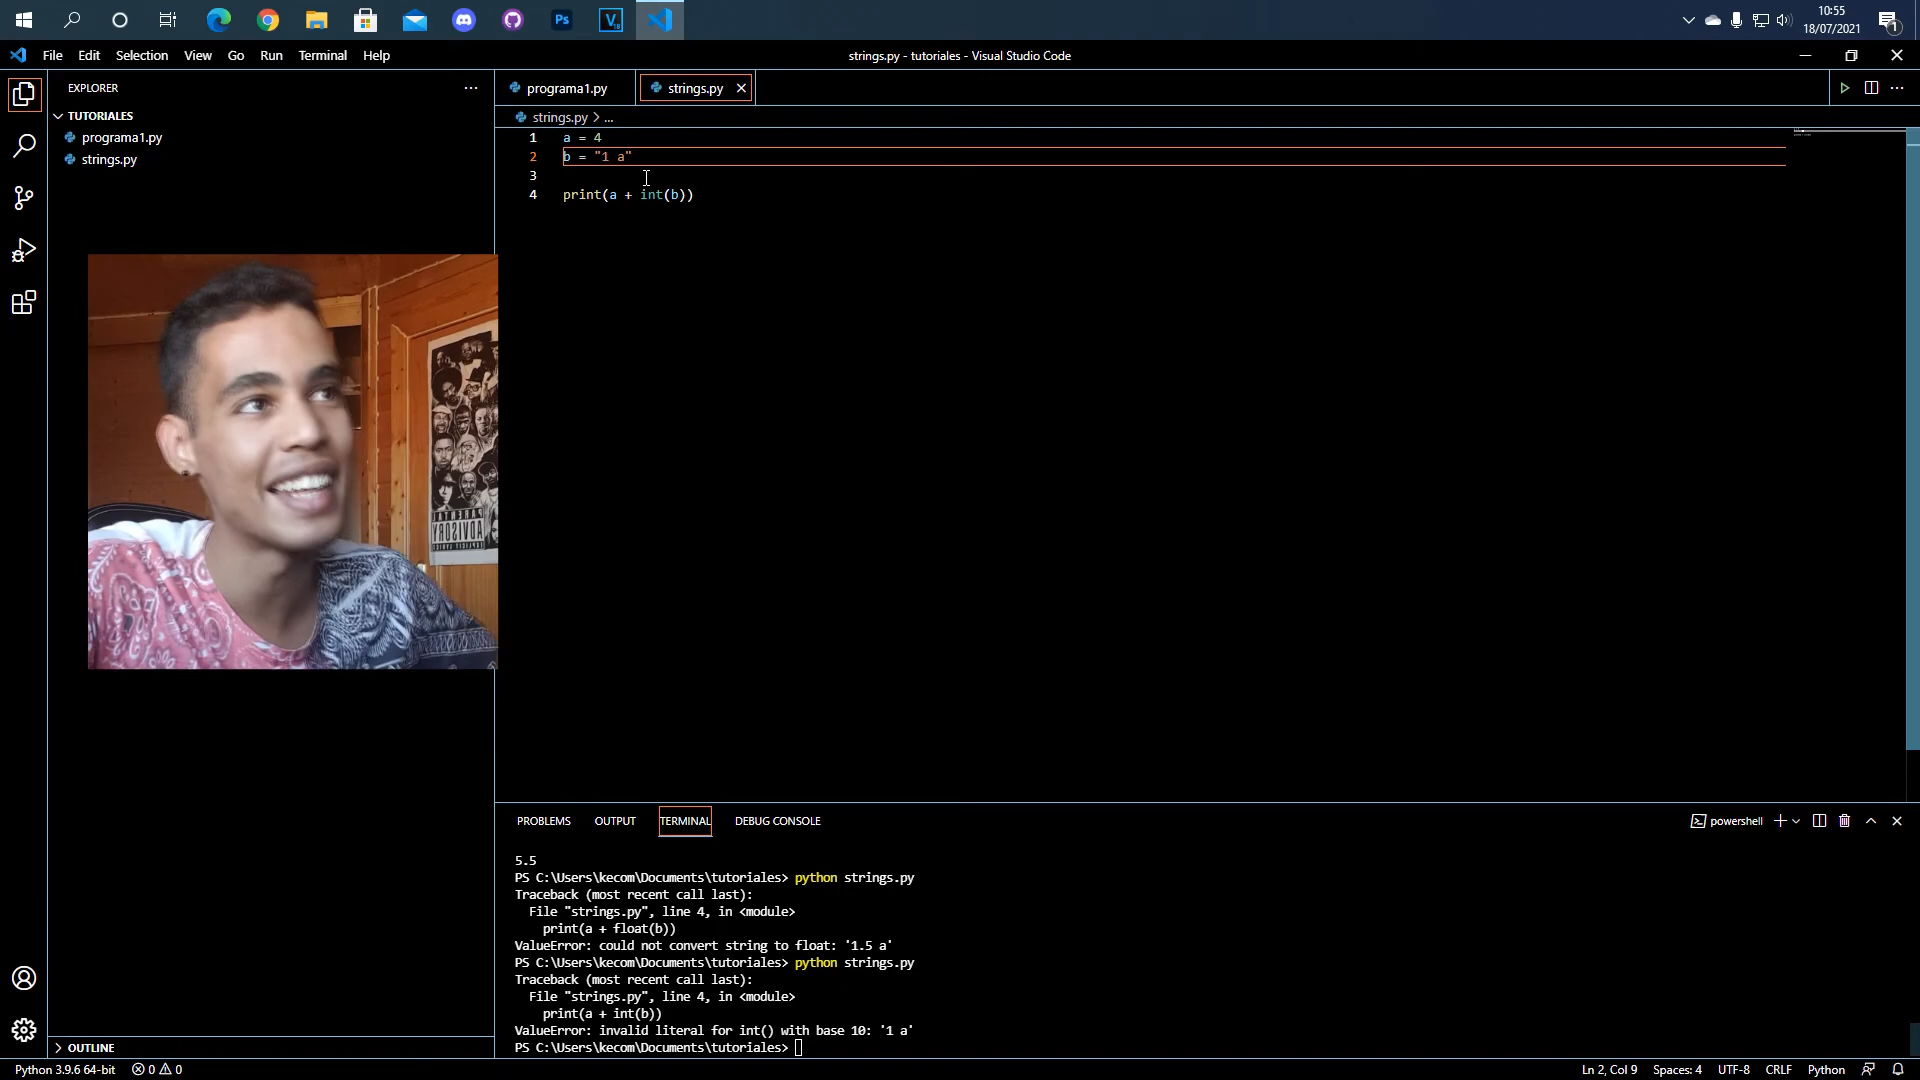 10:55
18/07/2021
1
File Edit Selection View Go Run Terminal Help
strings.py - tutoriales - Visual Studio Code
EXPLORER
TUTORIALES
programa1.py
strings.py
OUTLINE
programa1.py
strings.py
strings.py > ...
1 a = 4
2 b = "1 a"
3
4 print(a + int(b))
PARENTAL
ADVISORY
PROBLEMS OUTPUT TERMINAL DEBUG CONSOLE
powershell
5.5
PS C:\Users\kecom\Documents\tutoriales> python strings.py
Traceback (most recent call last):
File "strings.py", line 4, in <module>
print(a + float(b))
ValueError: could not convert string to float: '1.5 a'
PS C:\Users\kecom\Documents\tutoriales> python strings.py
Traceback (most recent call last):
File "strings.py", line 4, in <module>
print(a + int(b))
ValueError: invalid literal for int() with base 10: '1 a'
PS C:\Users\kecom\Documents\tutoriales>
Python 3.9.6 64-bit 0 0 Ln 2, Col 9 Spaces: 4 UTF-8 CRLF Python